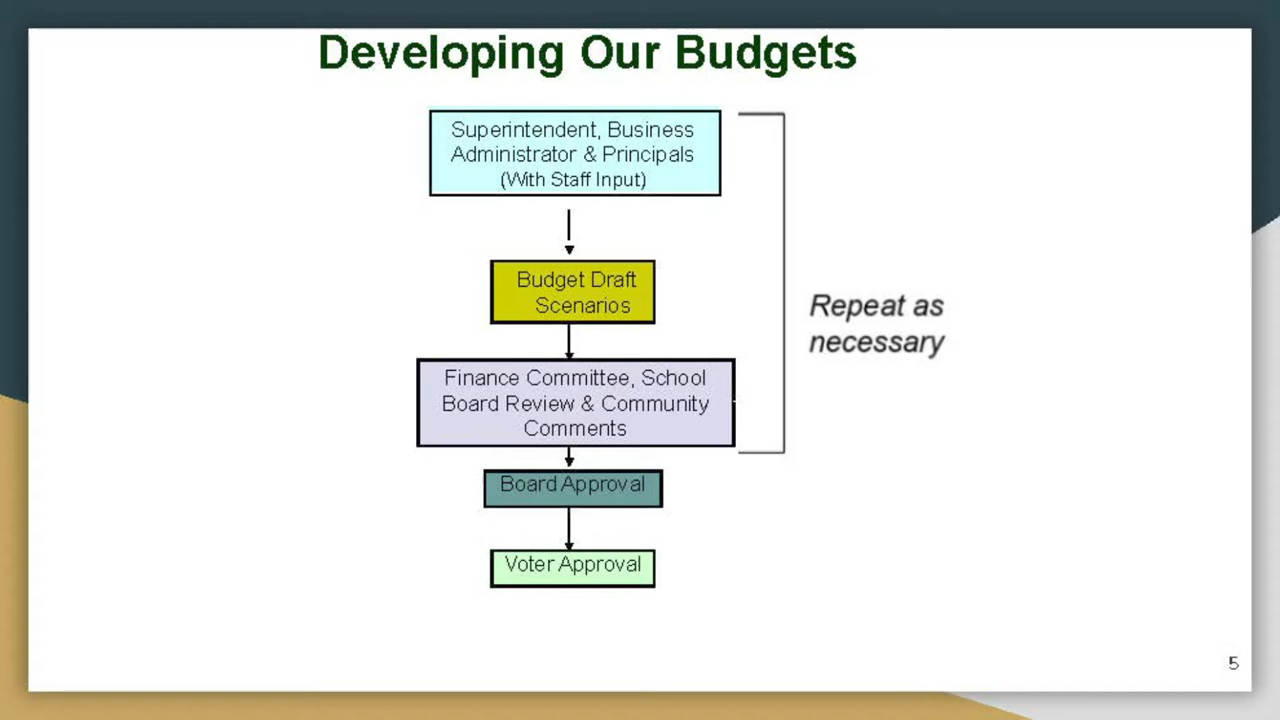 Developing Our Budgets
Superintendent, Business
Administrator & Principals
(With Staff Input)
Budget Draft
Scenarios
Repeat as
necessary
Finance Committee, School
Board Review & Community
Comments
Board Approval
Voter Approval
5